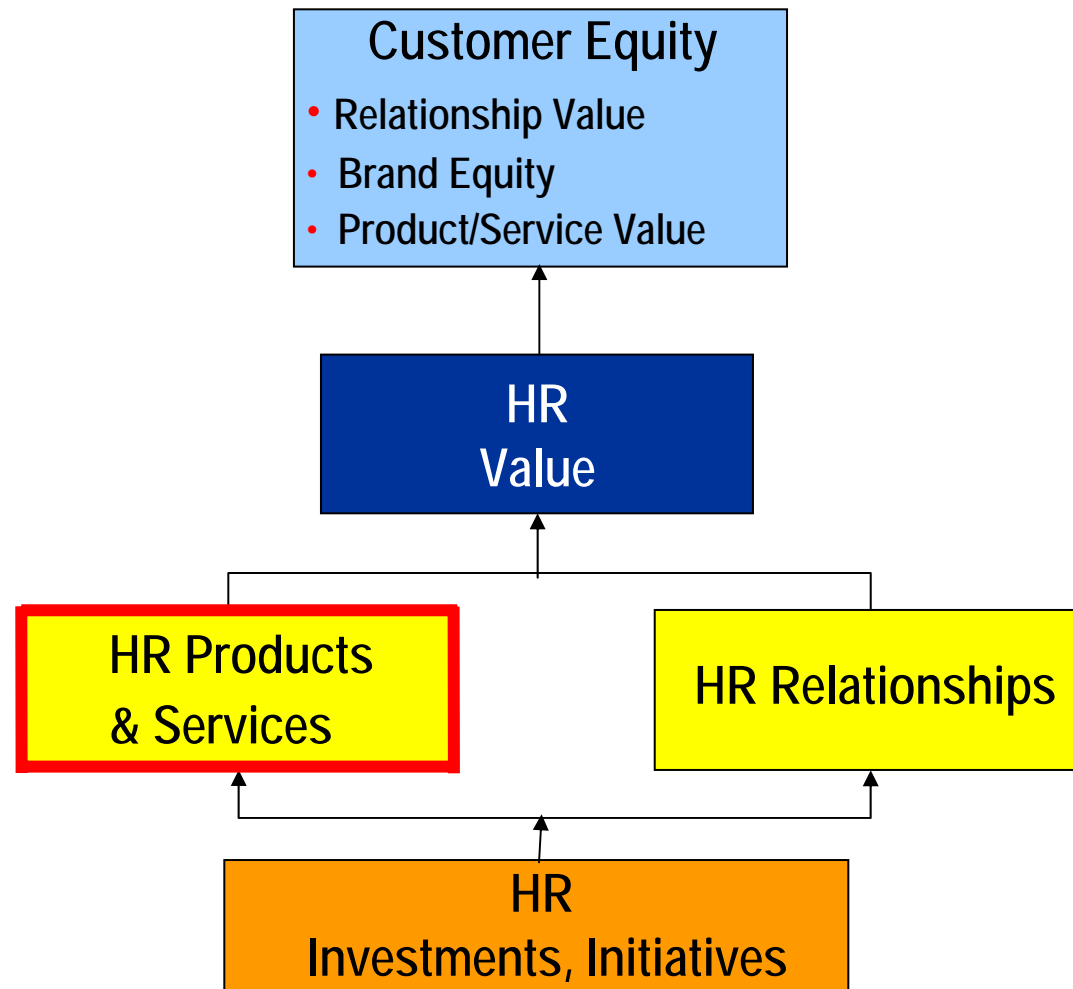 Customer Equity
• Relationship Value
• Brand Equity
• Product/Service Value
HR
Value
HR Products
& Services
HR Relationships
HR
Investments, Initiatives